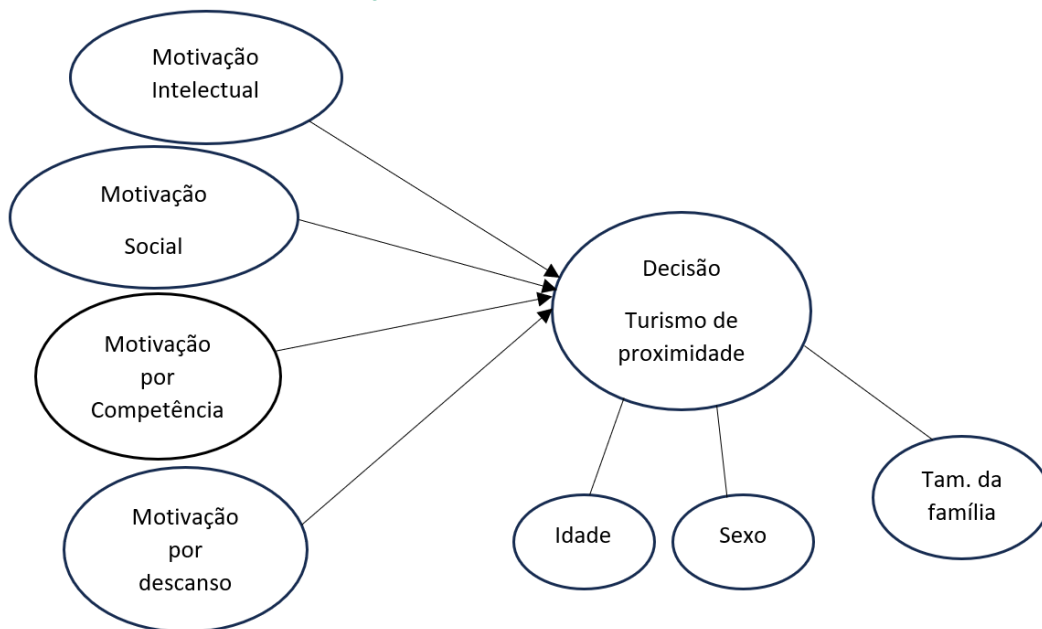 Motivação
Intelectual
Motivação
Social
Motivação
por
Competência
Motivação
por
descanso
Decisão
Turismo de
proximidade
Idade
Sexo
Tam. da
família